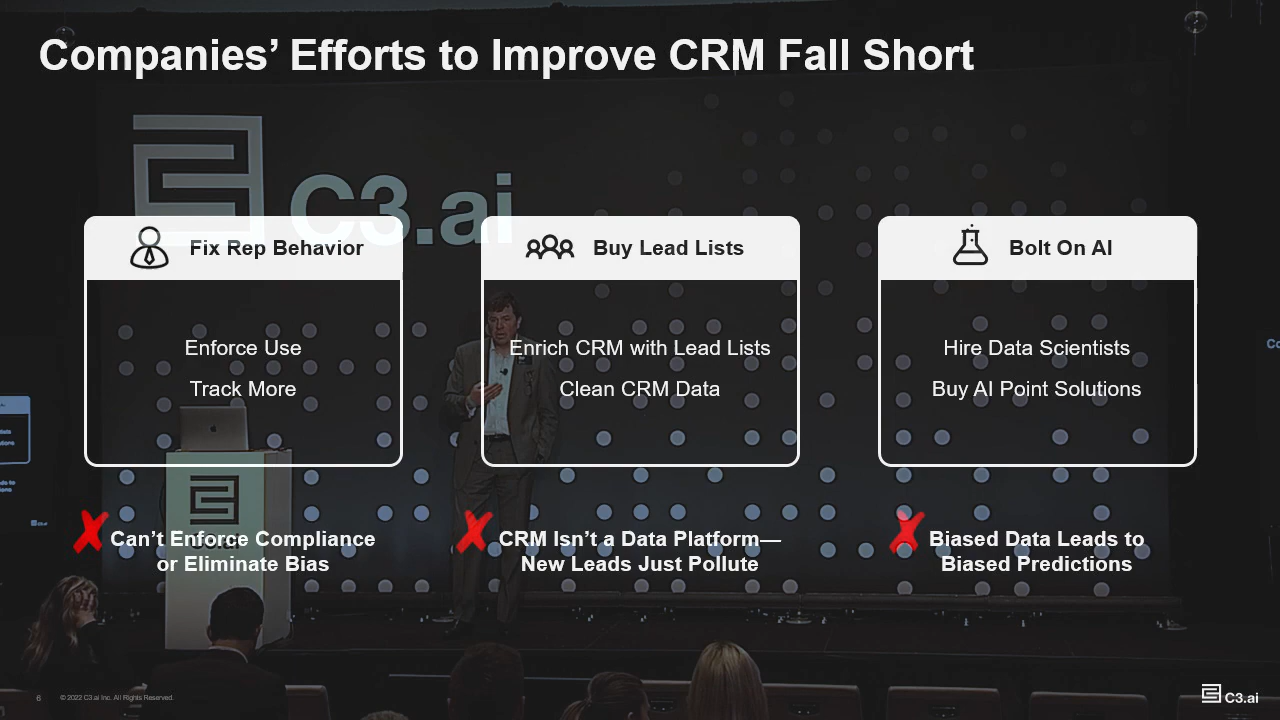 Companies’ Efforts to Improve CRM Fall Short
C3.ai
Fix Rep Behavior
Enforce Use
Track More
Can’t Enforce Compliance
or Eliminate Bias
Buy Lead Lists
Enrich CRM with Lead Lists
Clean CRM Data
CRM Isn’t a Data Platform—
New Leads Just Pollute
Bolt On AI
Hire Data Scientists
Buy AI Point Solutions
Biased Data Leads to
Biased Predictions
6
© 2022 C3.ai Inc. All Rights Reserved.
C3.ai